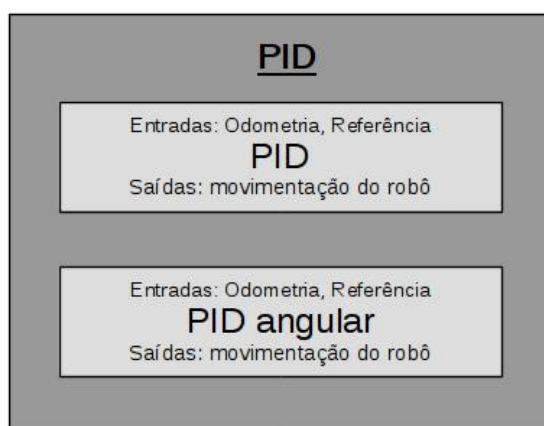 PID
Entradas: Odometria, Referência
PID
Saídas: movimentação do robô
Entradas: Odometria, Referência
PID angular
Saídas: movimentação do robô